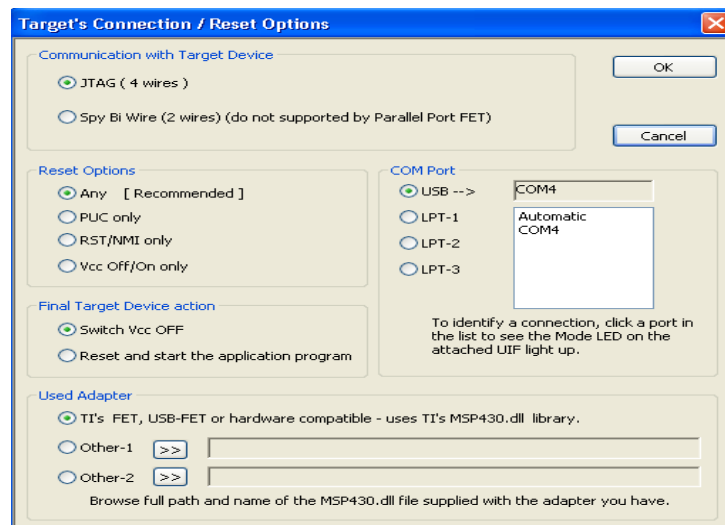 Target's Connection / Reset Options
Communication with Target Device
JTAG ( 4 wires )
Spy Bi Wire (2 wires) (do not supported by Parallel Port FET)
OK
Cancel
Reset Options
Any [ Recommended ]
PUC only
RST/NMI only
Vcc Off/On only
COM Port
USB -->
COM4
LPT-1
LPT-2
LPT-3
Automatic
COM4
To identify a connection, click a port in
the list to see the Mode LED on the
attached UIF light up.
Final Target Device action
Switch Vcc OFF
Reset and start the application program
Used Adapter
TI's FET, USB-FET or hardware compatible - uses TI's MSP430.dll library.
Other-1 >>
Other-2 >>
Browse full path and name of the MSP430.dll file supplied with the adapter you have.